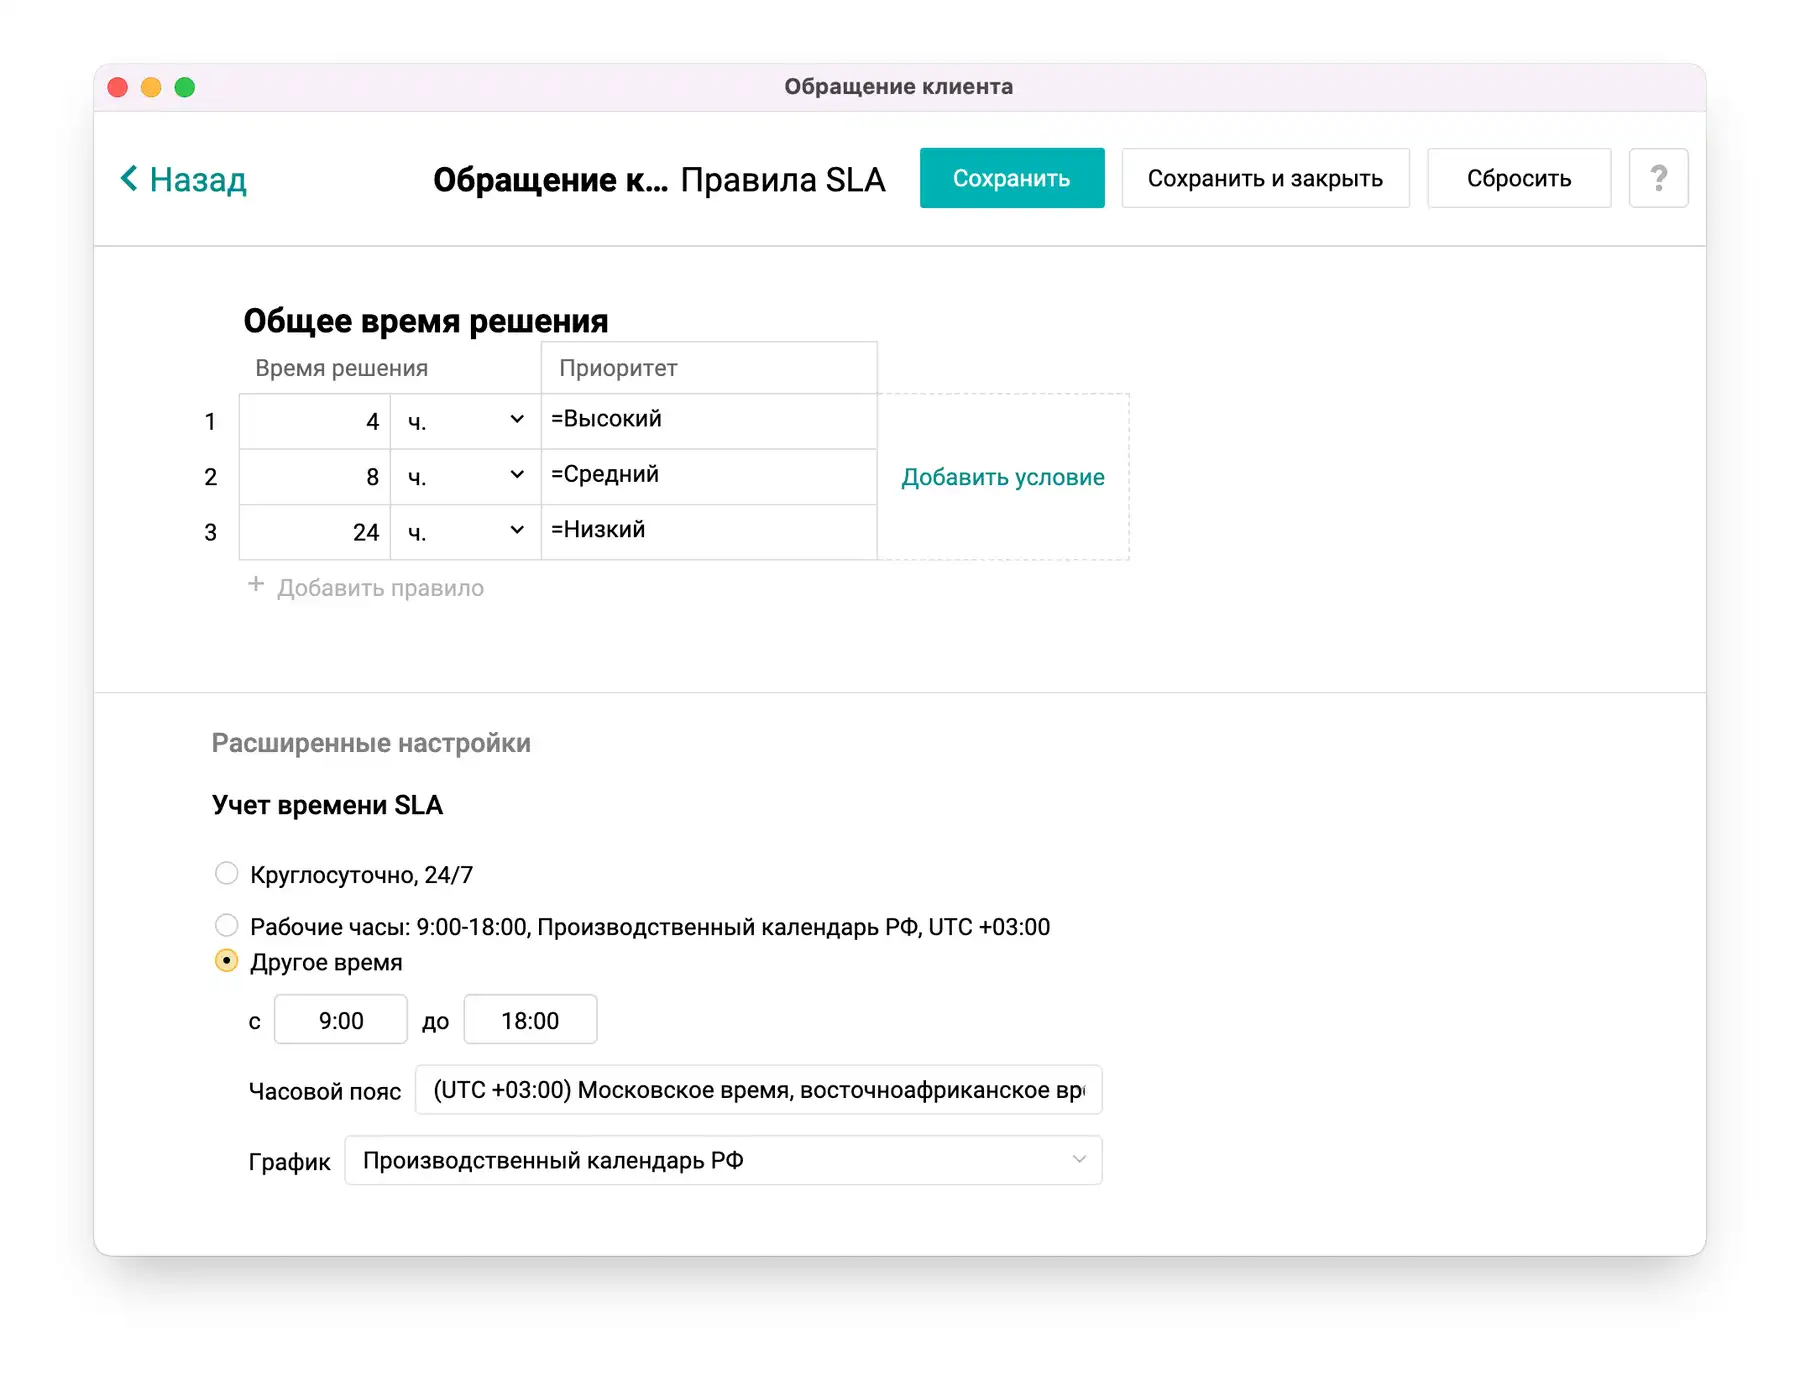 Обращение клиента
Назад
Обращение к... Правила SLA
Сохранить
Сохранить и закрыть
Сбросить
?
Общее время решения
Время решения
Приоритет
1 4 ч. =Высокий
2 8 ч. =Средний
Добавить условие
3 24 ч. =Низкий
+ Добавить правило
Расширенные настройки
Учет времени SLA
Круглосуточно, 24/7
Рабочие часы: 9:00-18:00, Производственный календарь РФ, UTC +03:00
Другое время
с 9:00 до 18:00
Часовой пояс (UTC +03:00) Московское время, восточноафриканское
График Производственный календарь РФ